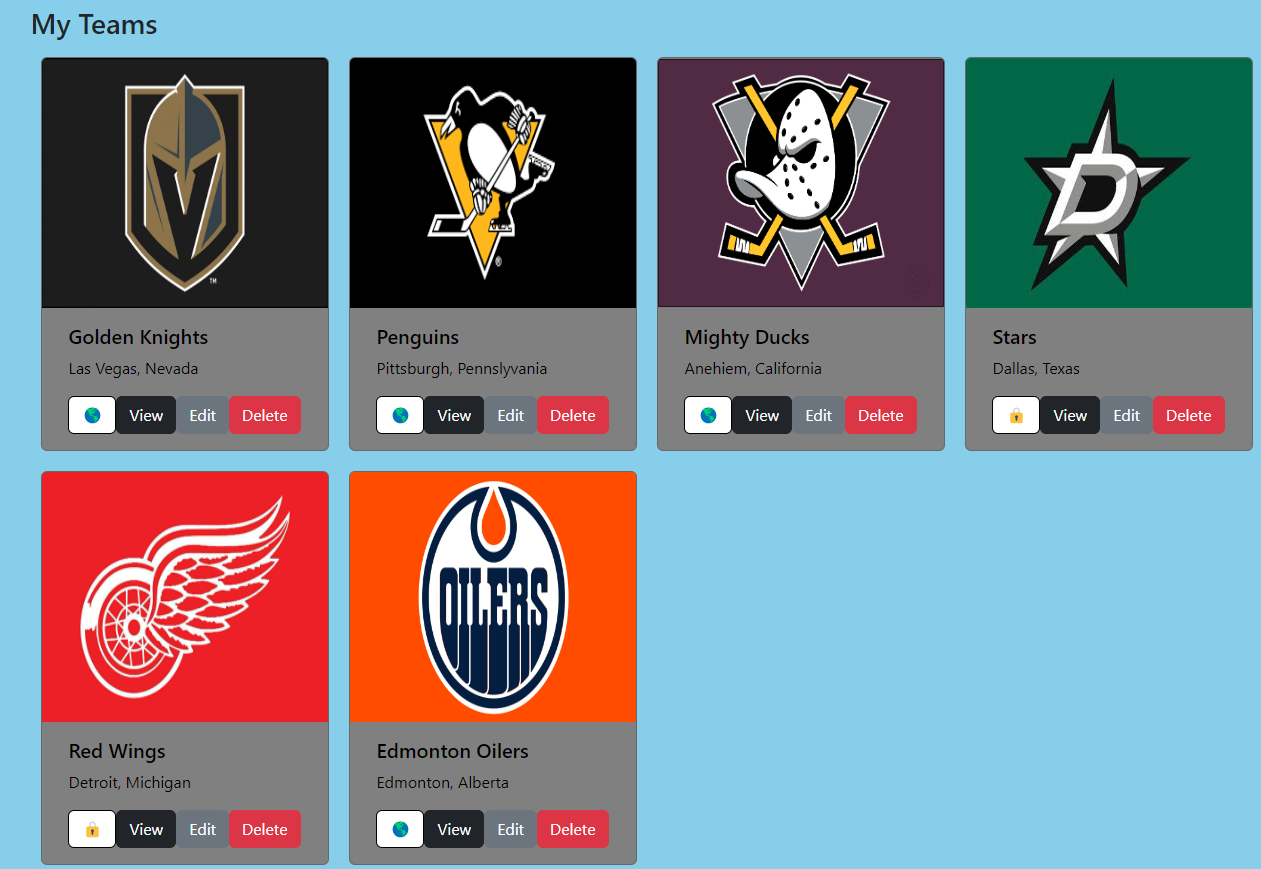 My Teams
Golden Knights
Las Vegas, Nevada
View Edit Delete
Penguins
Pittsburgh, Pennslyvania
View Edit Delete
Mighty Ducks
Anehiem, California
View Edit Delete
D
Stars
Dallas, Texas
View Edit Delete
Red Wings
Detroit, Michigan
View Edit Delete
OILERS
Edmonton Oilers
Edmonton, Alberta
View Edit Delete